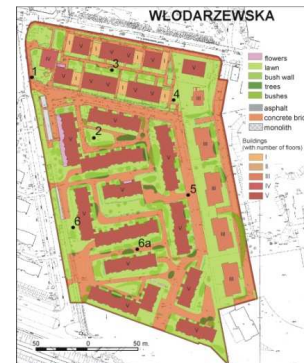 WŁODARZEWSKA
flowers
lawn
bush wall
trees
bushes
asphalt
concrete bric
monolith
Buildings
(with number of floors)
I
II
III
IV
V
1
3
4
2
5
6
6a
-50
0
50 m.